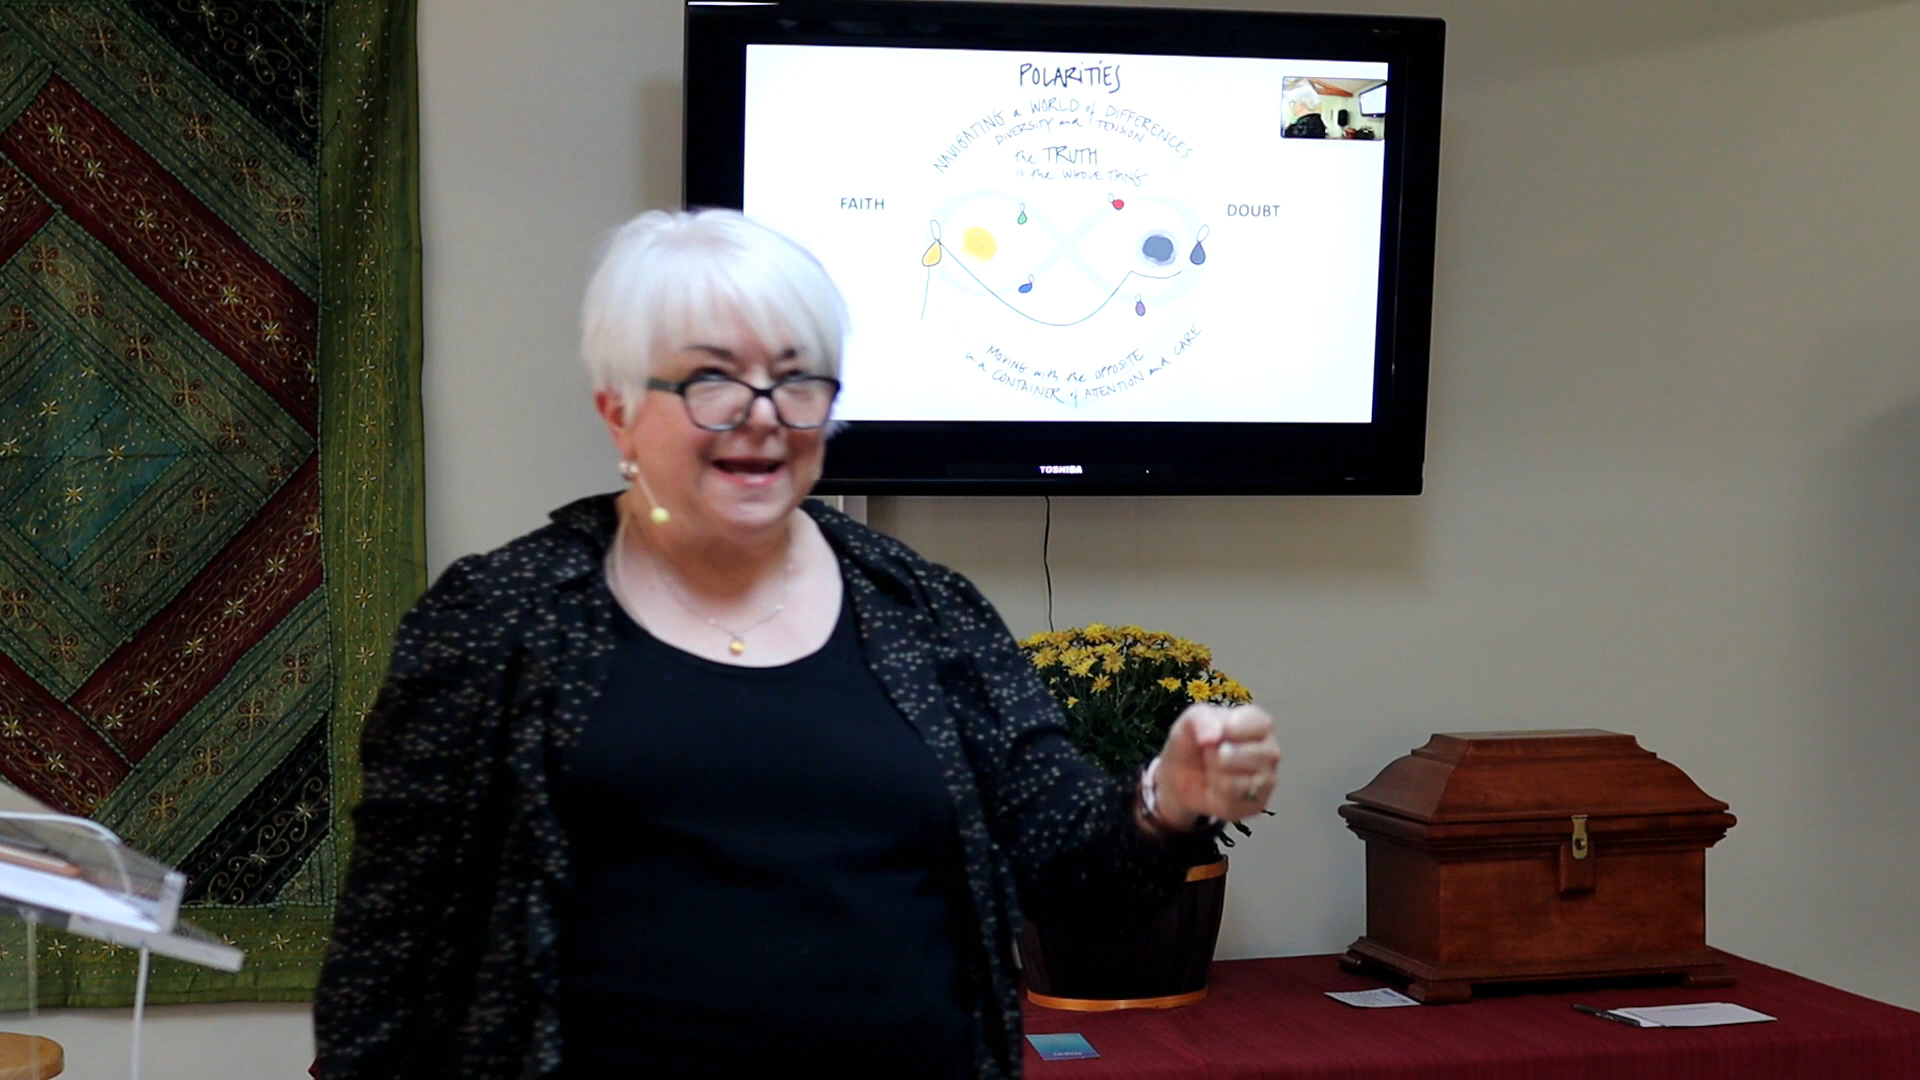 POLARITIES
NAVIGATING a WORLD of DIFFERENCES
DIVERSITY and TENSION
the TRUTH
is the WHOLE THING
FAITH
DOUBT
MOVING with the OPPOSITE
in a CONTAINER of ATTENTION and CARE
TOSHIBA